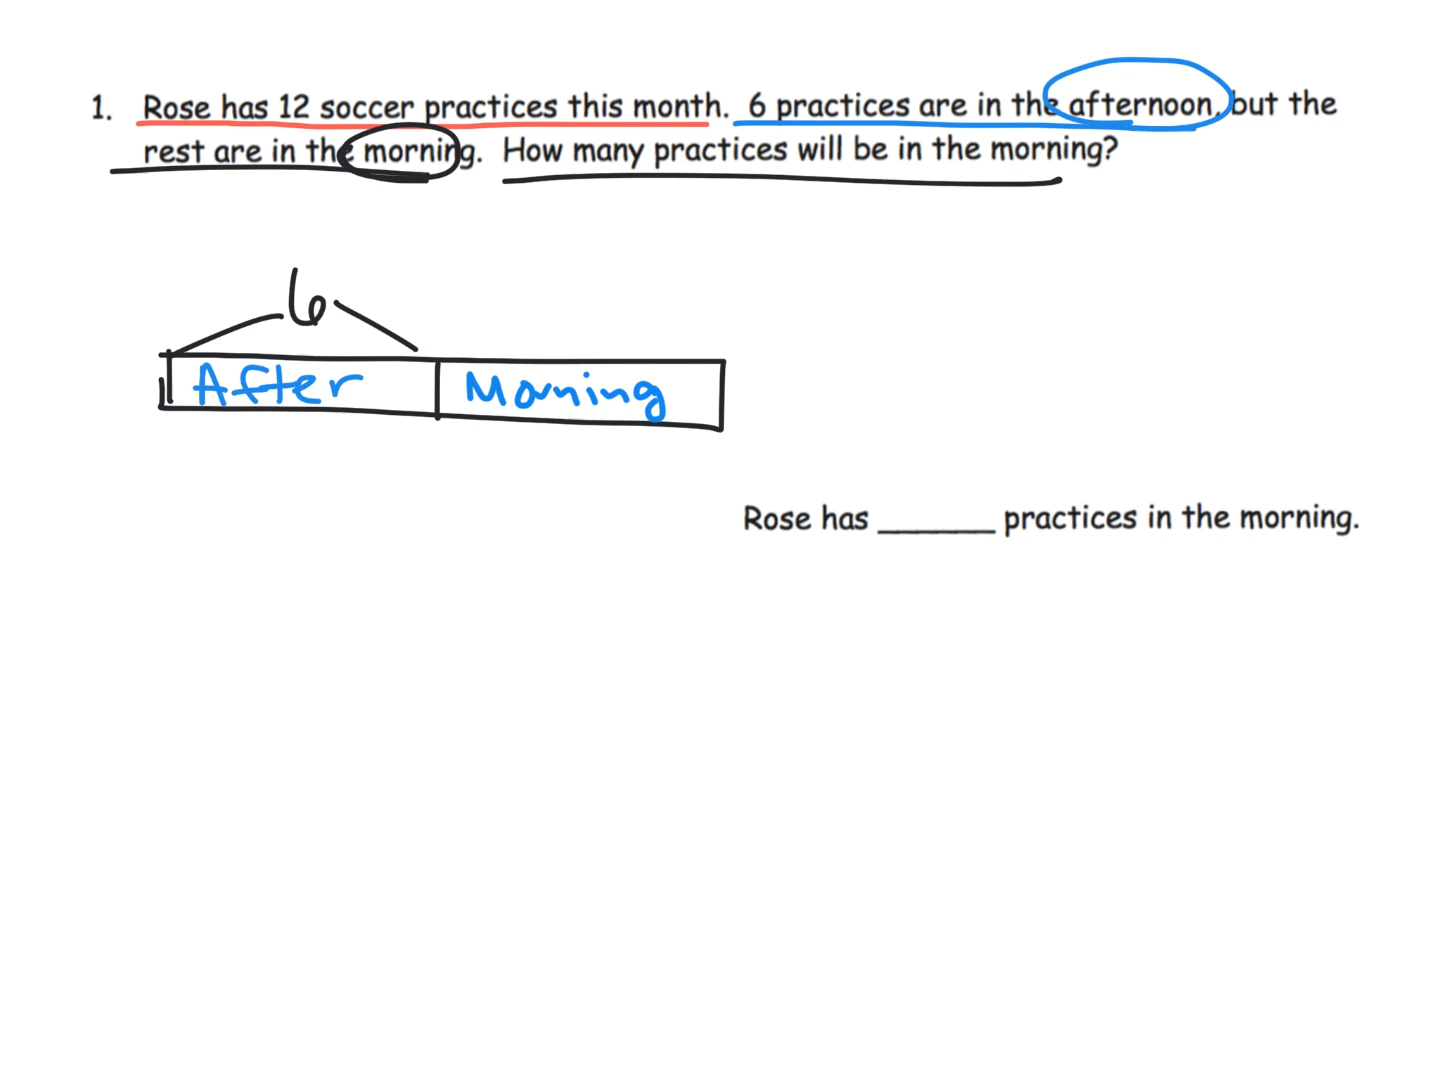 1. Rose has 12 soccer practices this month. 6 practices are in the afternoon, but the
rest are in the morning. How many practices will be in the morning?
6
After Morning
Rose has ______ practices in the morning.